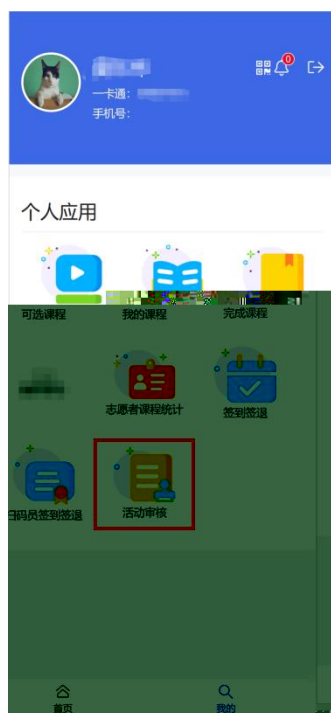 0
一卡通：
手机号：
个人应用
可选课程 我的课程 完成课程
志愿者课程统计 签到签退
扫码员签到签退 活动审核
首页 我的